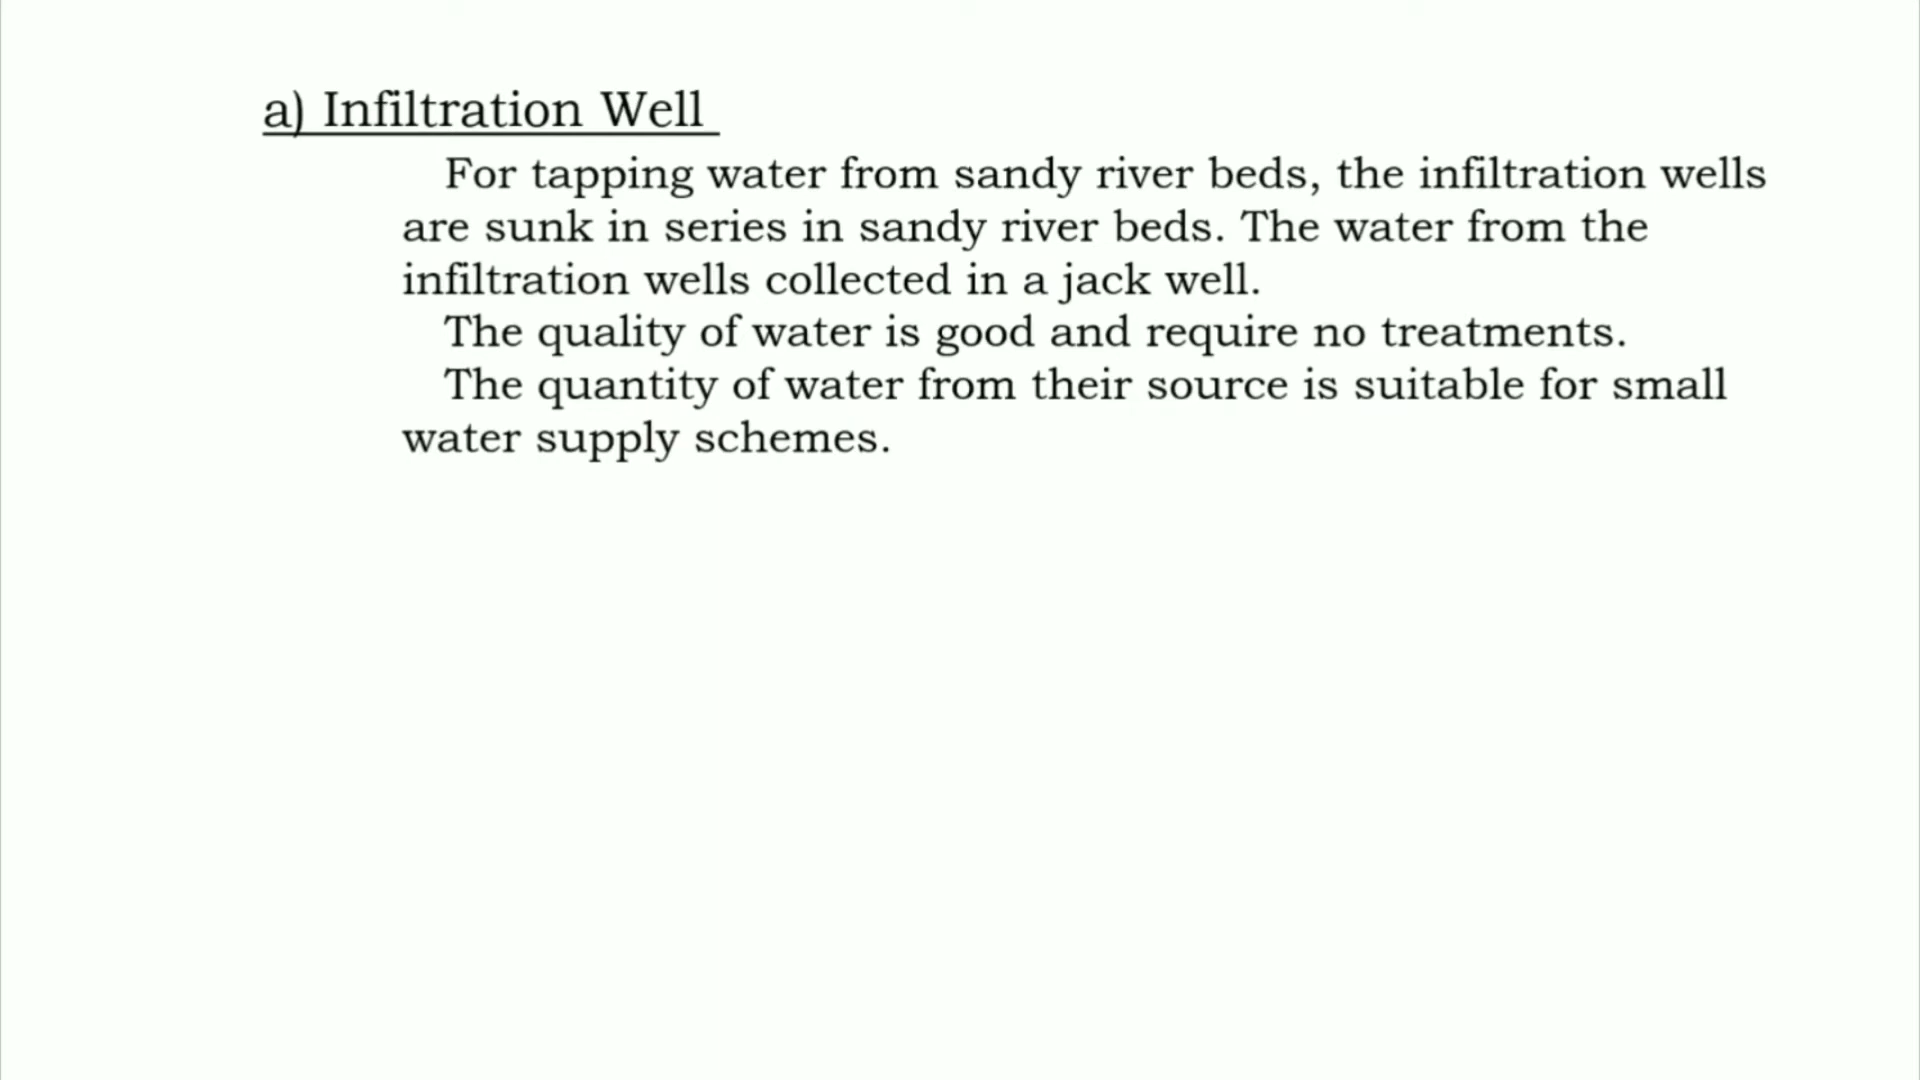 a) Infiltration Well
For tapping water from sandy river beds, the infiltration wells
are sunk in series in sandy river beds. The water from the
infiltration wells collected in a jack well.
The quality of water is good and require no treatments.
The quantity of water from their source is suitable for small
water supply schemes.